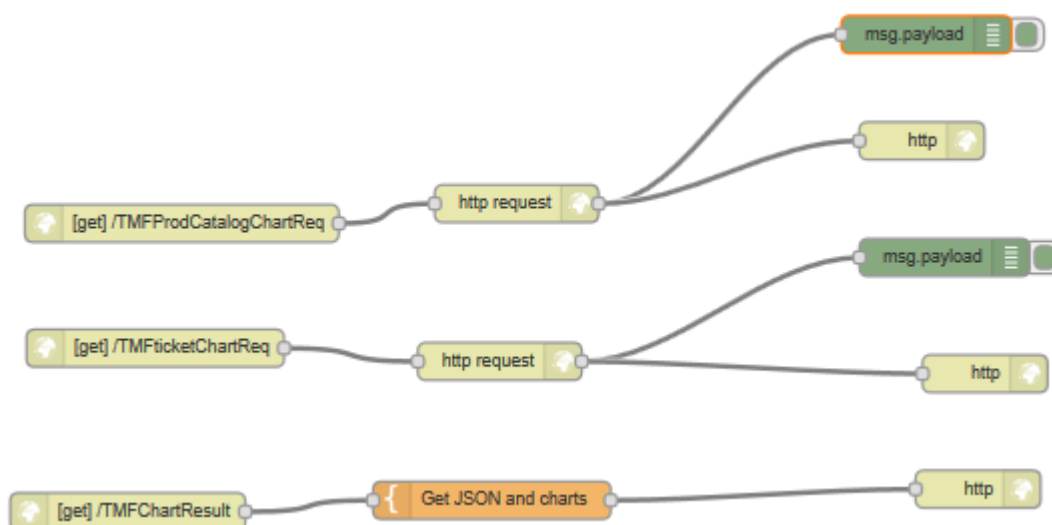 msg.payload
http
http request
[get] /TMFProdCatalogChartReq
msg.payload
[get] /TMFticketChartReq
http request
http
[get] /TMFChartResult
{
Get JSON and charts
http